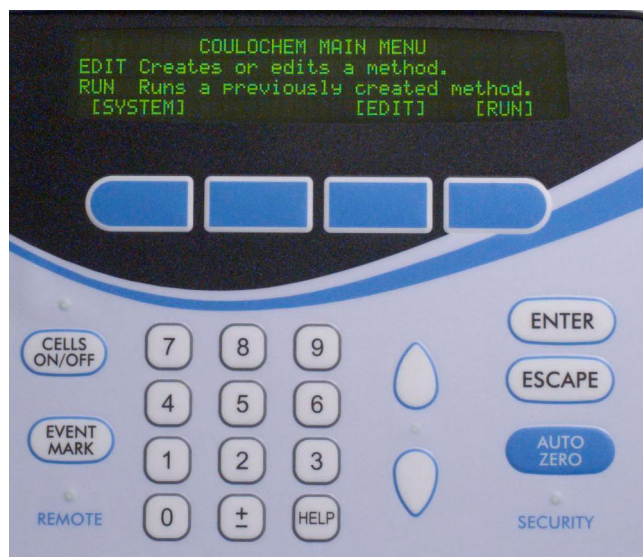 COULOCHEM MAIN MENU
EDIT Creates or edits a method.
RUN Runs a previously created method.
[SYSTEM] [EDIT] [RUN]
CELLS
ON/OFF
7 8 9
ENTER
4 5 6
ESCAPE
EVENT
MARK
1 2 3
AUTO
ZERO
REMOTE
0 ± HELP
SECURITY